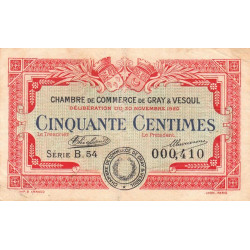 CHAMBRE DE COMMERCE DE GRAY & VESOUL
DÉLIBÉRATION DU 20 NOVEMBRE 1920
CINQUANTE CENTIMES
Le Trésorier
Le Président
SÉRIE B.54
000,410